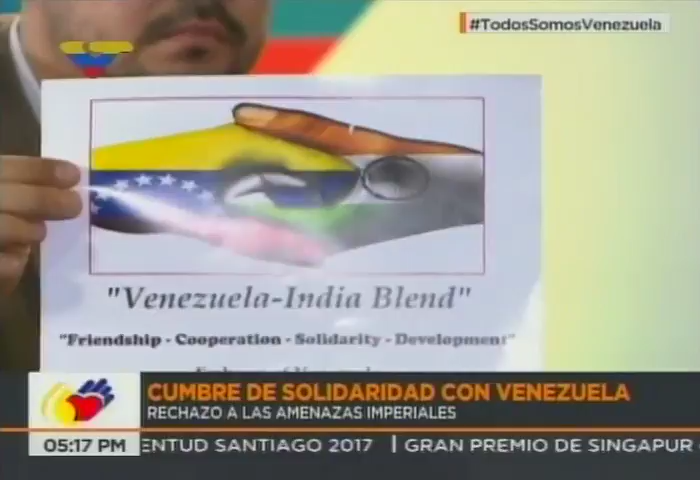 #TodosSomosVenezuela
"Venezuela-India Blend"
"Friendship - Cooperation - Solidarity - Development"
CUMBRE DE SOLIDARIDAD CON VENEZUELA
RECHAZO A LAS AMENAZAS IMPERIALES
05:17 PM
ENTUD SANTIAGO 2017 | GRAN PREMIO DE SINGAPUR